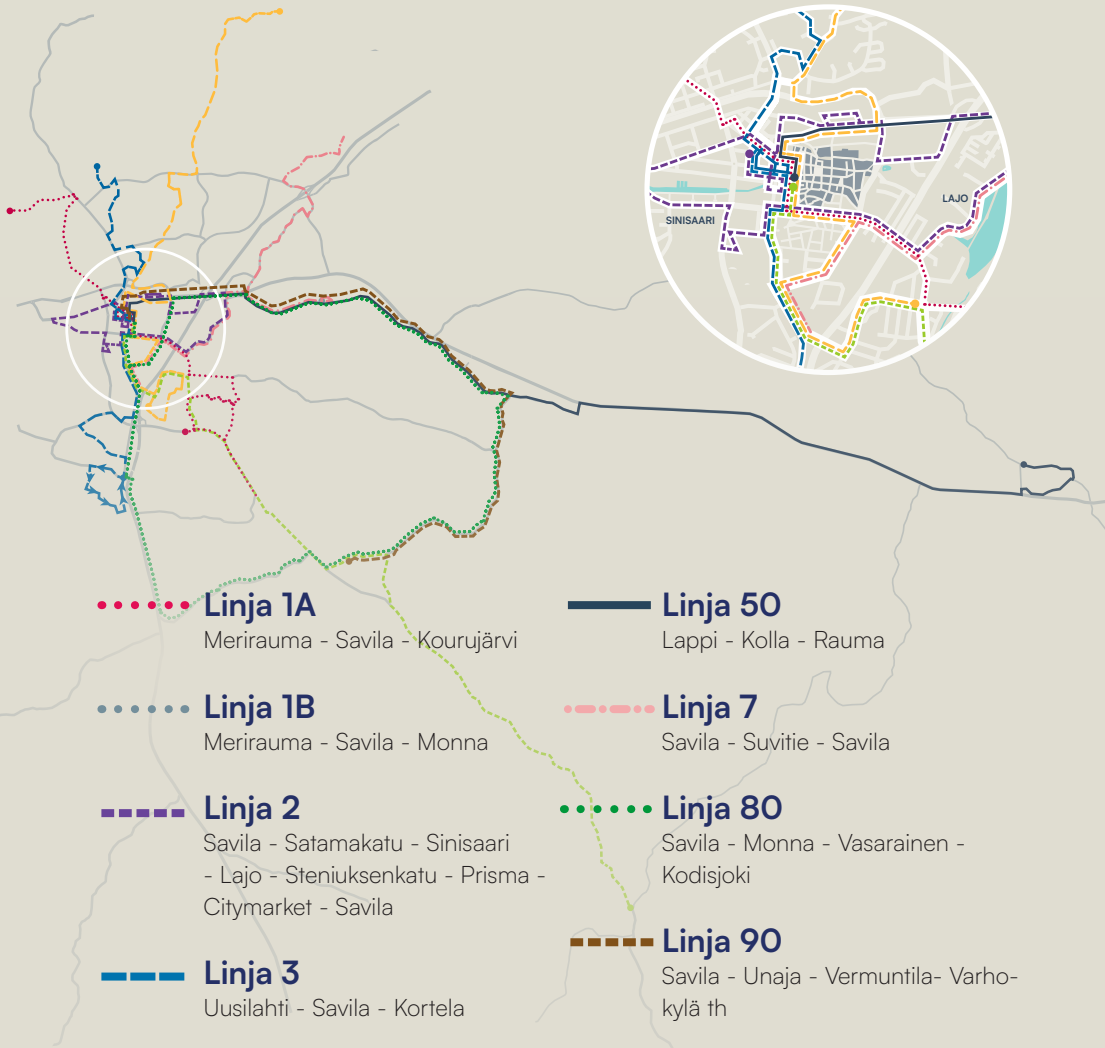 SINISAARI
LAJO
Linja 1A
Merirauma - Savila - Kourujärvi
Linja 1B
Merirauma - Savila - Monna
Linja 2
Savila - Satamakatu - Sinisaari
- Lajo - Steniuksenkatu - Prisma -
Citymarket - Savila
Linja 3
Uusilahti - Savila - Kortela
Linja 50
Lappi - Kolla - Rauma
Linja 7
Savila - Suvitie - Savila
Linja 80
Savila - Monna - Vasarainen -
Kodisjoki
Linja 90
Savila - Unaja - Vermuntila- Varho-
kylä th